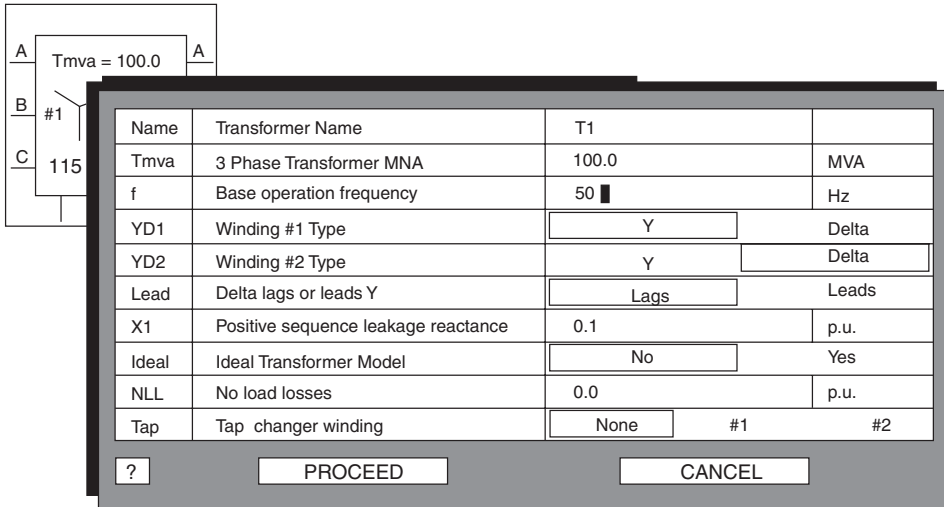 A
Tmva = 100.0
A
B
#1
C
115
Name Transformer Name T1
Tmva 3 Phase Transformer MNA 100.0 MVA
f Base operation frequency 50 Hz
YD1 Winding #1 Type Y Delta
YD2 Winding #2 Type Y Delta
Lead Delta lags or leads Y Lags Leads
X1 Positive sequence leakage reactance 0.1 p.u.
Ideal Ideal Transformer Model No Yes
NLL No load losses 0.0 p.u.
Tap Tap changer winding None #1 #2
? PROCEED CANCEL